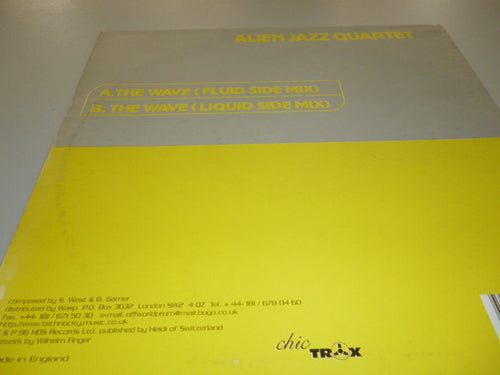 ALIEN JAZZ QUARTET
A. THE WAVE ( FLUID SIDE MIX)
B. THE WAVE ( LIQUID SIDE MIX)
composed by S. West & B. Garner
distributed by Wasp P.O. Box 3632 London SW2 4 QZ Tel. + 44- 181 / 678 04 60
Fax. +44- 181 / 671 50 30 e-mail: offworldprom@mail.bogo.co.uk
http://www.technocity.music.co.uk
& P 96 HDS Records Ltd. published by Heidi of Switzerland
artwork by Wilhelm Finger
made in England
chic
TRAX